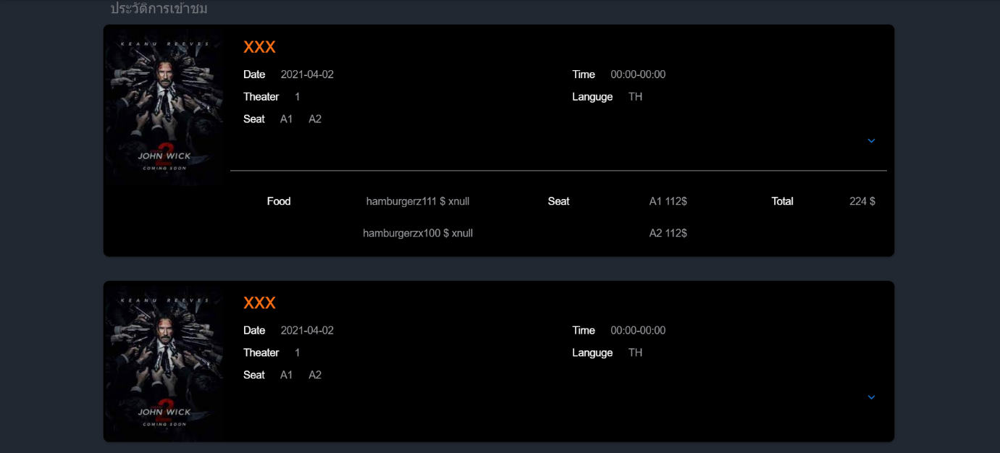 ประวัติการเข้าชม
KEANU REEVES
2
JOHN WICK
COMING SOON
XXX
Date 2021-04-02 Time 00:00-00:00
Theater 1 Languge TH
Seat A1 A2
Food hamburgerz111 $ xnull Seat A1 112$ Total 224 $
hamburgerzx100 $ xnull A2 112$
KEANU REEVES
2
JOHN WICK
COMING SOON
XXX
Date 2021-04-02 Time 00:00-00:00
Theater 1 Languge TH
Seat A1 A2